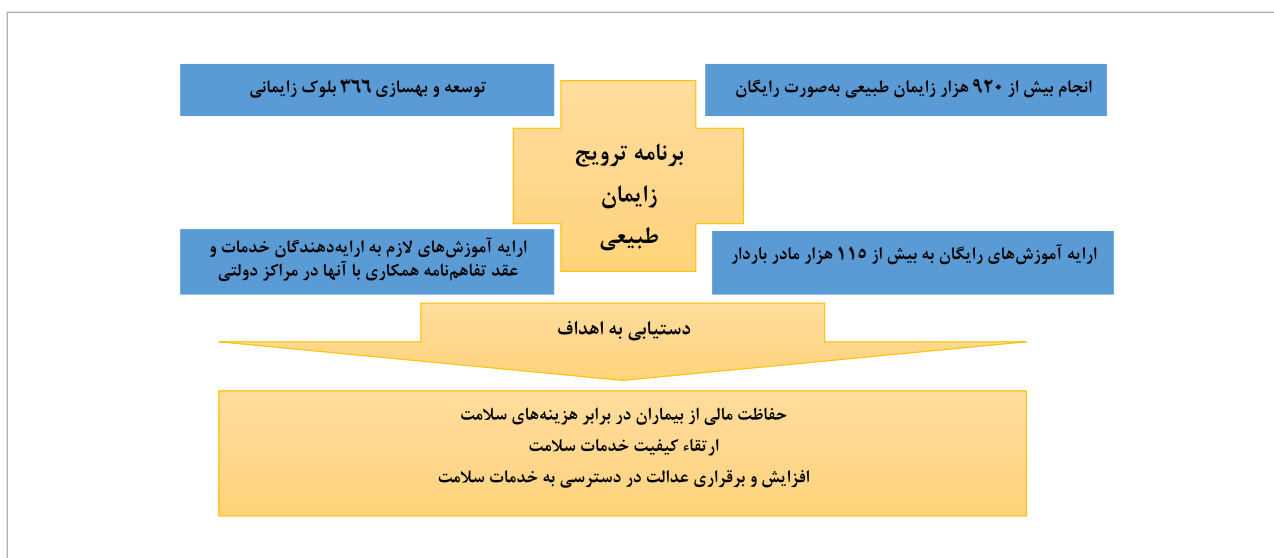 انجام بیش از ۹۲۰ هزار زایمان طبیعی به‌صورت رایگان
توسعه و بهسازی ۳۶۶ بلوک زایمانی
برنامه ترویج
زایمان
طبیعی
ارایه آموزش‌های رایگان به بیش از ۱۱۵ هزار مادر باردار
ارایه آموزش‌های لازم به ارایه‌دهندگان خدمات و
عقد تفاهم‌نامه همکاری با آنها در مراکز دولتی
دستیابی به اهداف
حفاظت مالی از بیماران در برابر هزینه‌های سلامت
ارتقاء کیفیت خدمات سلامت
افزایش و برقراری عدالت در دسترسی به خدمات سلامت